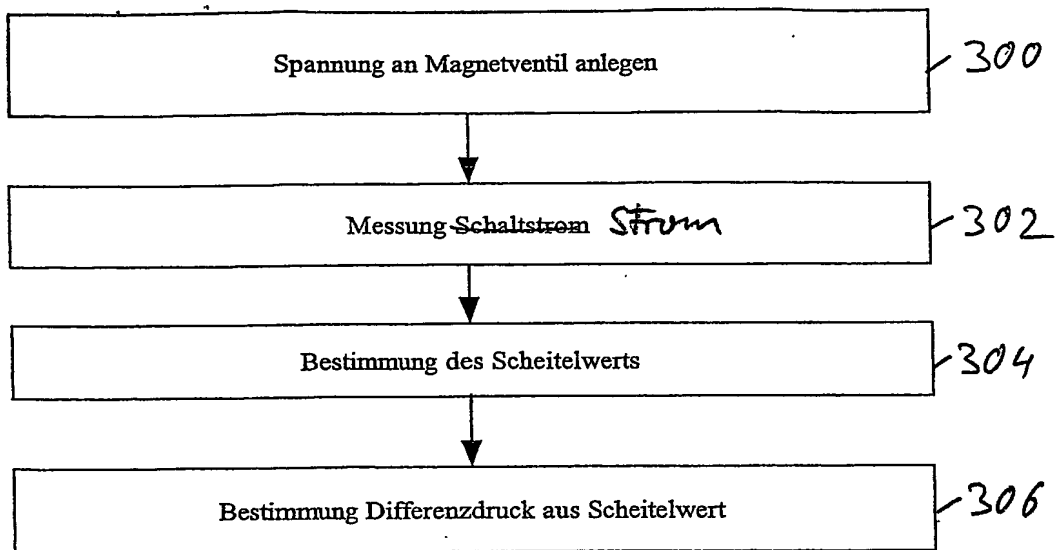 Spannung an Magnetventil anlegen 300
Messung Schaltstrom Strom 302
Bestimmung des Scheitelwerts 304
Bestimmung Differenzdruck aus Scheitelwert 306